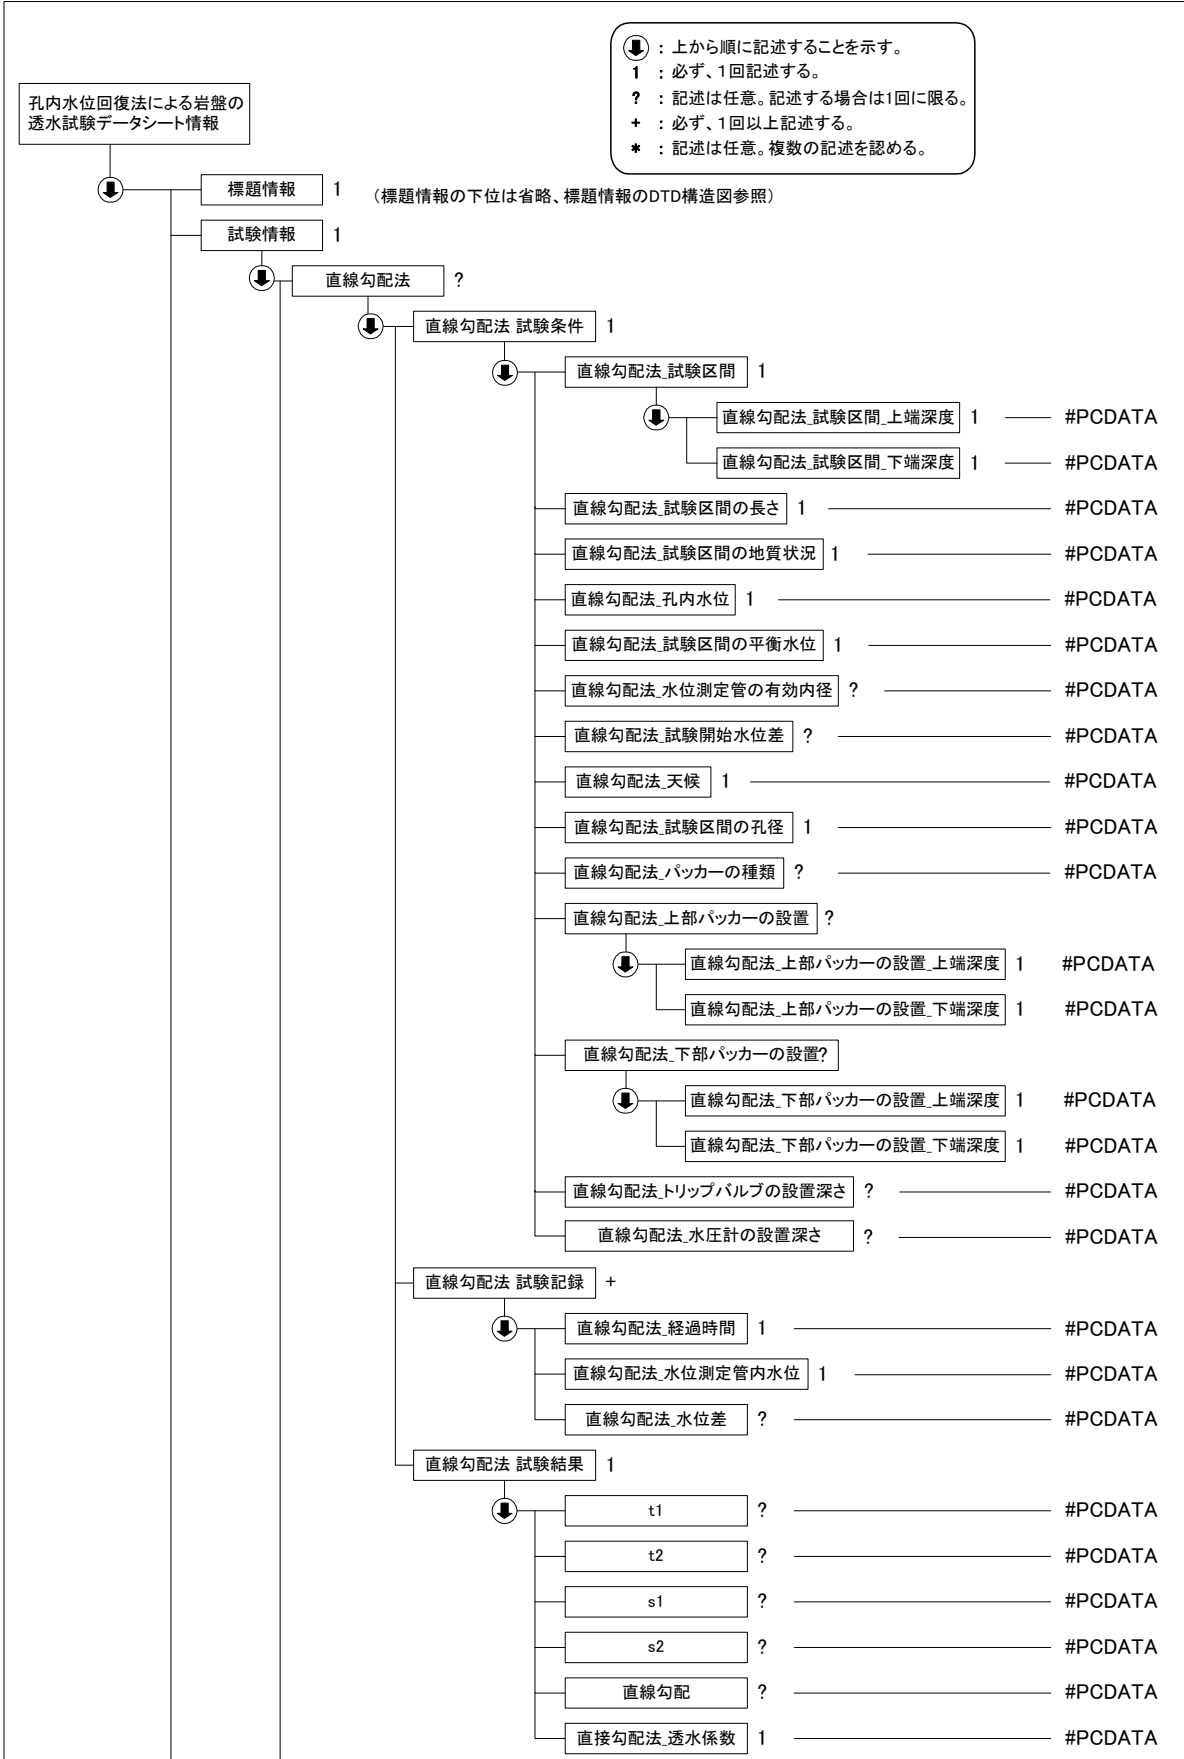 ⬇ : 上から順に記述することを示す。
1 : 必ず、1回記述する。
? : 記述は任意。記述する場合は1回に限る。
+ : 必ず、1回以上記述する。
* : 記述は任意。複数の記述を認める。
孔内水位回復法による岩盤の
透水試験データシート情報
標題情報 1 (標題情報の下位は省略、標題情報のDTD構造図参照)
試験情報 1
直線勾配法 ?
直線勾配法 試験条件 1
直線勾配法_試験区間 1
直線勾配法_試験区間_上端深度 1 #PCDATA
直線勾配法_試験区間_下端深度 1 #PCDATA
直線勾配法_試験区間の長さ 1 #PCDATA
直線勾配法_試験区間の地質状況 1 #PCDATA
直線勾配法_孔内水位 1 #PCDATA
直線勾配法_試験区間の平衡水位 1 #PCDATA
直線勾配法_水位測定管の有効内径 ? #PCDATA
直線勾配法_試験開始水位差 ? #PCDATA
直線勾配法_天候 1 #PCDATA
直線勾配法_試験区間の孔径 1 #PCDATA
直線勾配法_パッカーの種類 ? #PCDATA
直線勾配法_上部パッカーの設置 ?
直線勾配法_上部パッカーの設置_上端深度 1 #PCDATA
直線勾配法_上部パッカーの設置_下端深度 1 #PCDATA
直線勾配法_下部パッカーの設置?
直線勾配法_下部パッカーの設置_上端深度 1 #PCDATA
直線勾配法_下部パッカーの設置_下端深度 1 #PCDATA
直線勾配法_トリップバルブの設置深さ ? #PCDATA
直線勾配法_水圧計の設置深さ ? #PCDATA
直線勾配法 試験記録 +
直線勾配法_経過時間 1 #PCDATA
直線勾配法_水位測定管内水位 1 #PCDATA
直線勾配法_水位差 ? #PCDATA
直線勾配法 試験結果 1
t1 ? #PCDATA
t2 ? #PCDATA
s1 ? #PCDATA
s2 ? #PCDATA
直線勾配 ? #PCDATA
直接勾配法_透水係数 1 #PCDATA